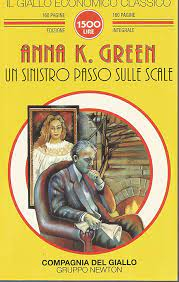 IL GIALLO ECONOMICO CLASSICO
160 PAGINE
1500
LIRE
160 PAGINE
EDIZIONE
INTEGRALE
ANNA K. GREEN
UN SINISTRO PASSO SULLE SCALE
COMPAGNIA DEL GIALLO
GRUPPO NEWTON